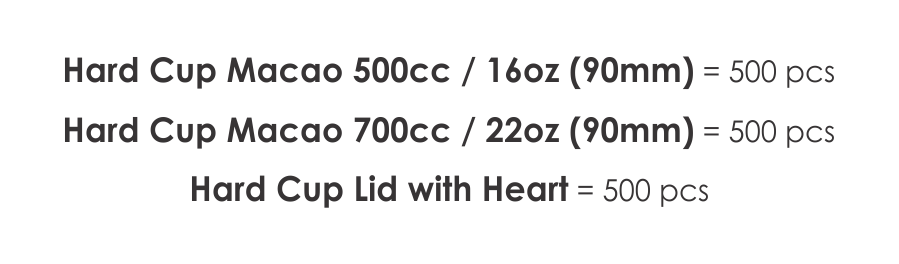 Hard Cup Macao 500cc / 16oz (90mm) = 500 pcs
Hard Cup Macao 700cc / 22oz (90mm) = 500 pcs
Hard Cup Lid with Heart = 500 pcs